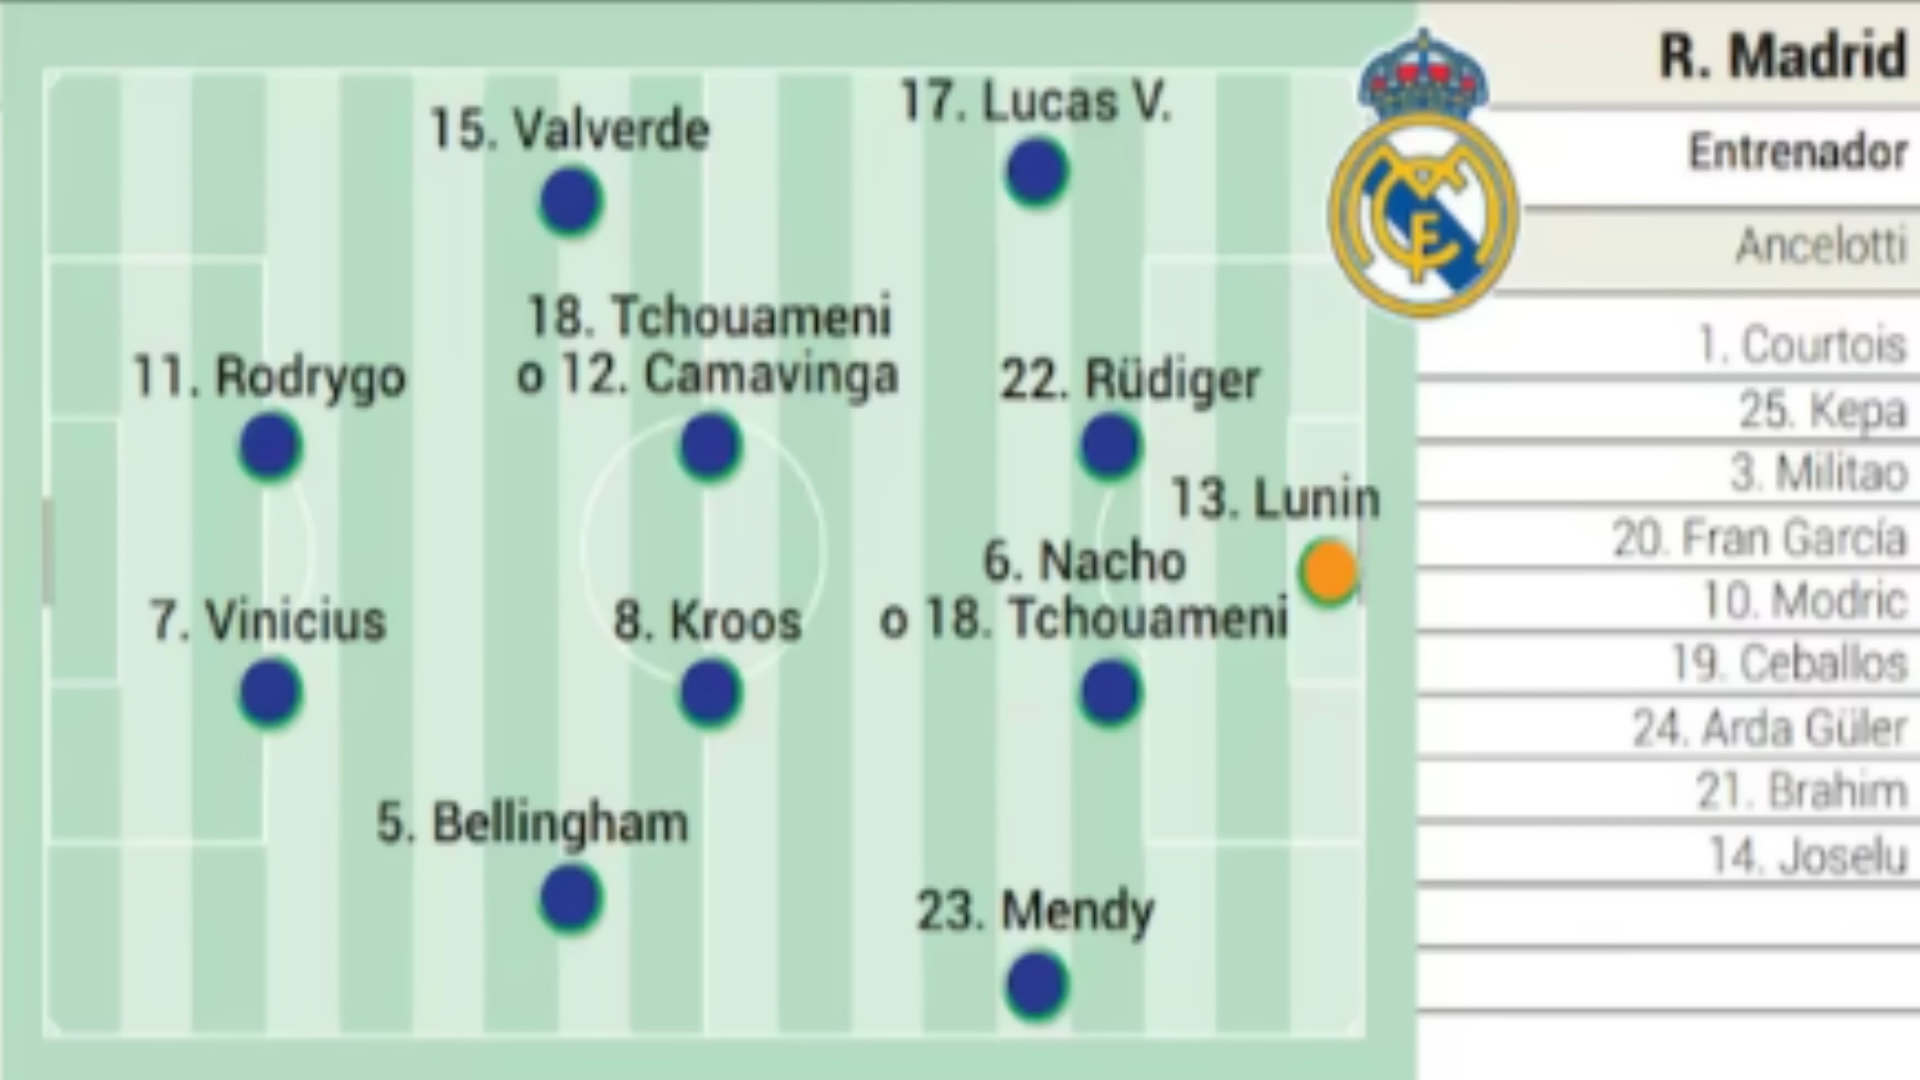 15. Valverde
17. Lucas V.
18. Tchouameni
o 12. Camavinga
11. Rodrygo
22. Rüdiger
13. Lunin
6. Nacho
o 18. Tchouameni
7. Vinicius
8. Kroos
5. Bellingham
23. Mendy
R. Madrid
Entrenador
Ancelotti
1. Courtois
25. Kepa
3. Militao
20. Fran García
10. Modric
19. Ceballos
24. Arda Güler
21. Brahim
14. Joselu